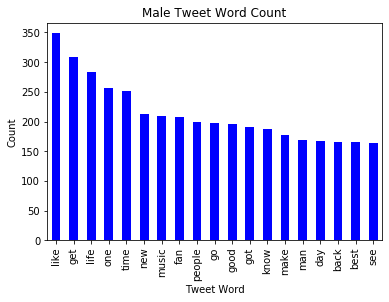 Male Tweet Word Count
350
300
250
200
150
100
50
0
Count
like
get
life
one
time
new
music
fan
people
go
good
got
know
make
man
day
back
best
see
Tweet Word